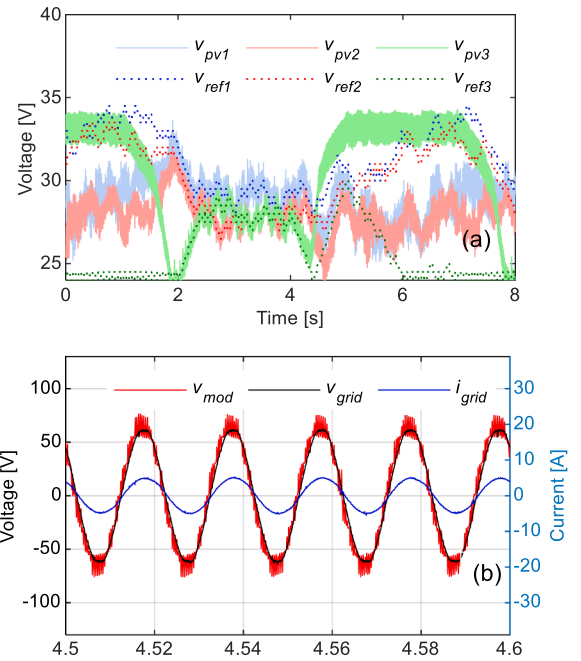 40
v_pv1 v_pv2 v_pv3
v_ref1 v_ref2 v_ref3
35
Voltage [V]
30
(a)
25
0 2 4 6 8
Time [s]
v_mod v_grid i_grid
100 30
20
50
10
Voltage [V] 0 0 Current [A]
-10
-50
-20
(b)
-100 -30
4.5 4.52 4.54 4.56 4.58 4.6